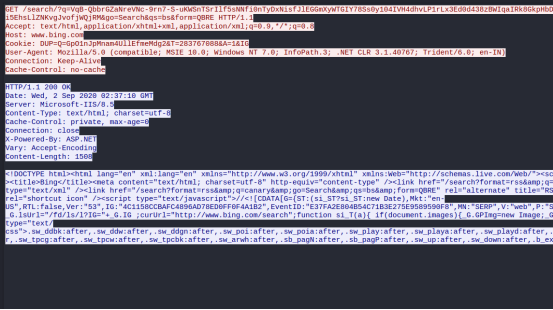 GET /search/?q=VqB-QbbrGZaNreVNc-9rn7-S-uKWSnTSrIlf5sNNfi0nTyDxNisfJlEGGmXyWTGIY78Ss0y104IVH4dhvLP1rLx3Ed0d438zBWIqaIRk8GkpHbD
i5EhslZNKvgJvofjWQjRM&go=Search&qs=bs&form=QBRE HTTP/1.1
Accept: text/html,application/xhtml+xml,application/xml;q=0.9,*/*;q=0.8
Host: www.bing.com
Cookie: DUP=Q=GpO1nJpMnam4UllEfmeMdg2&T=283767088&A=1&IG
User-Agent: Mozilla/5.0 (compatible; MSIE 10.0; Windows NT 7.0; InfoPath.3; .NET CLR 3.1.40767; Trident/6.0; en-IN)
Connection: Keep-Alive
Cache-Control: no-cache
HTTP/1.1 200 OK
Date: Wed, 2 Sep 2020 02:37:10 GMT
Server: Microsoft-IIS/8.5
Content-Type: text/html; charset=utf-8
Cache-Control: private, max-age=0
Connection: close
X-Powered-By: ASP.NET
Vary: Accept-Encoding
Content-Length: 1508
<!DOCTYPE html><html lang="en" xml:lang="en" xmlns="http://www.w3.org/1999/xhtml" xmlns:Web="http://schemas.live.com/Web/"><sc
><title>Bing</title><meta content="text/html; charset=utf-8" http-equiv="content-type" /><link href="/search?format=rss&amp;q=
type="text/xml" /><link href="/search?format=rss&amp;q=canary&amp;go=Search&amp;qs=bs&amp;form=QBRE" rel="alternate" title="RS
rel="shortcut icon" /><script type="text/javascript">//<![CDATA[G={ST:(si_ST?si_ST:new Date),Mkt:"en-
US",RTL:false,Ver:"53",IG:"4C1158CCBAFC4896AD78ED0FF0F4A1B2",EventID:"E37FA2E804B54C71B3E275E9589590F8",MN:"SERP",V:"web",P:"S
_G.lsUrl="/fd/ls/l?IG="+_G.IG ;curUrl="http://www.bing.com/search";function si_T(a){ if(document.images){_G.GPImg=new Image;_G
type="text/
css">.sw_ddbk:after,.sw_ddw:after,.sw_ddgn:after,.sw_poi:after,.sw_poia:after,.sw_play:after,.sw_playa:after,.sw_playd:after,.
r,.sw_tpcg:after,.sw_tpcw:after,.sw_tpcbk:after,.sw_arwh:after,.sb_pagN:after,.sb_pagP:after,.sw_up:after,.sw_down:after,.b_ex